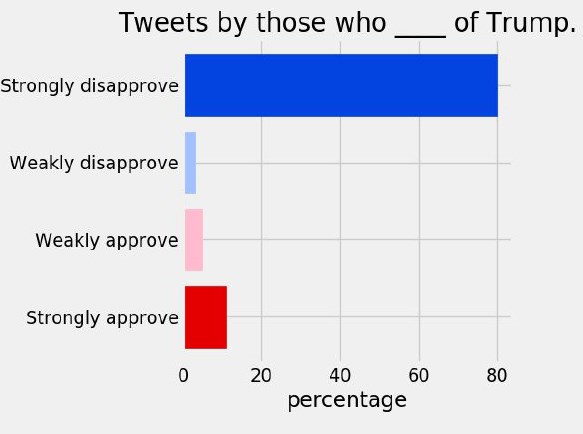 Tweets by those who ____ of Trump.
Strongly disapprove
Weakly disapprove
Weakly approve
Strongly approve
0 20 40 60 80
percentage